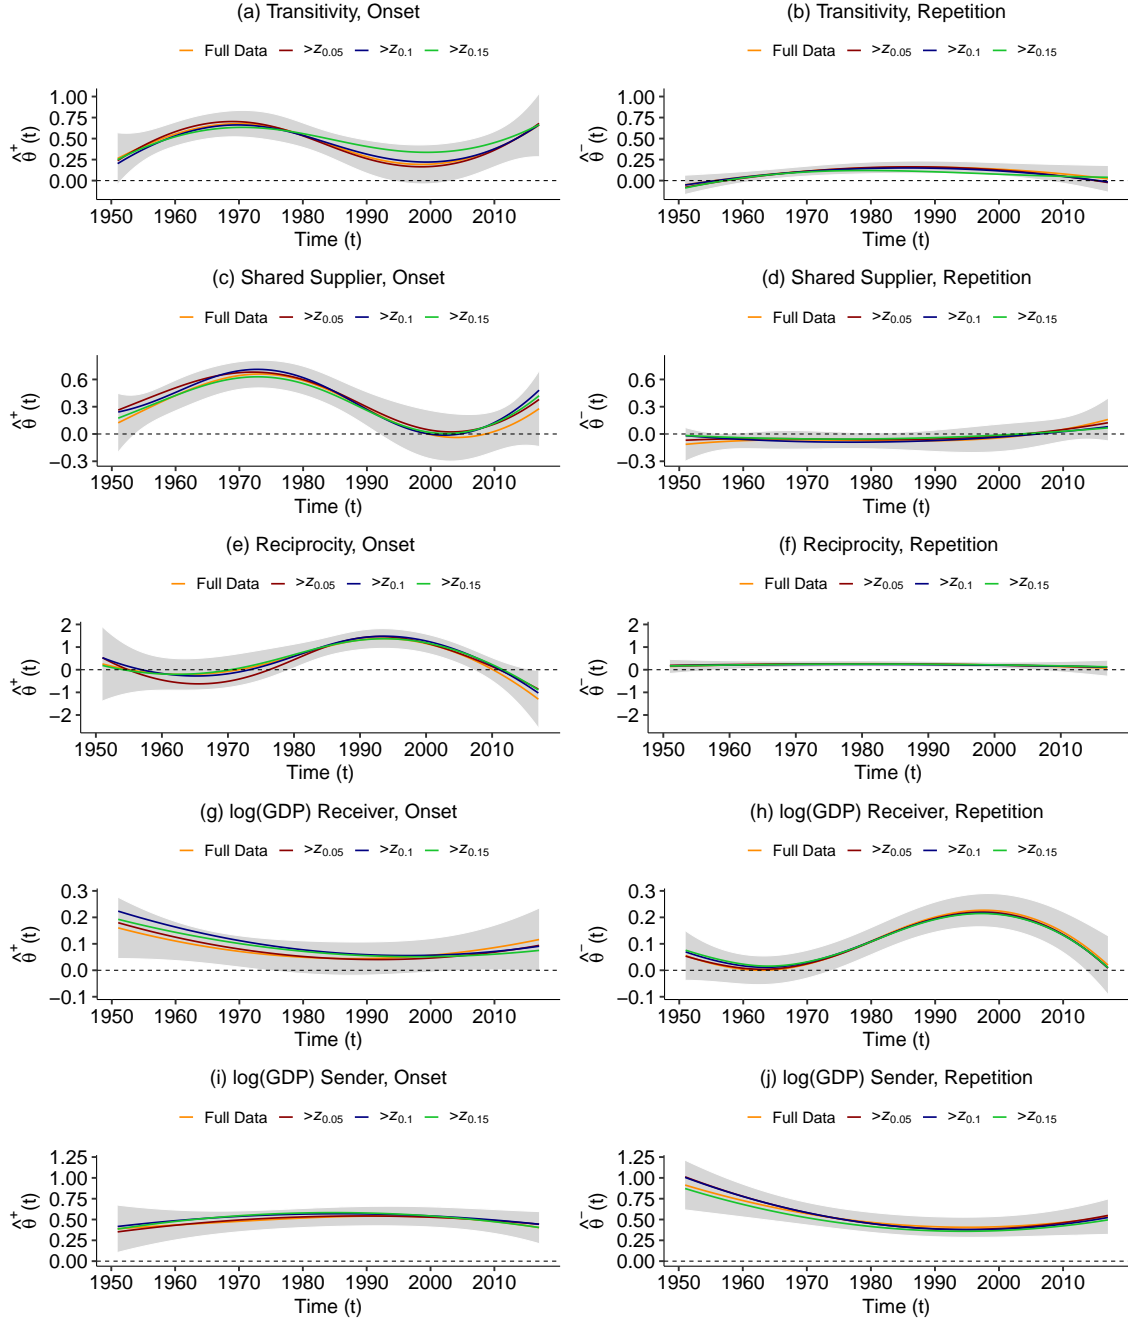 (a) Transitivity, Onset
Full Data >z0.05 >z0.1 >z0.15
1.00
0.75
0.50
0.25
0.00
θ̂⁺ (t)
1950 1960 1970 1980 1990 2000 2010
Time (t)
(b) Transitivity, Repetition
Full Data >z0.05 >z0.1 >z0.15
1.00
0.75
0.50
0.25
0.00
θ̂⁻ (t)
1950 1960 1970 1980 1990 2000 2010
Time (t)
(c) Shared Supplier, Onset
Full Data >z0.05 >z0.1 >z0.15
0.6
0.3
0.0
−0.3
θ̂⁺ (t)
1950 1960 1970 1980 1990 2000 2010
Time (t)
(d) Shared Supplier, Repetition
Full Data >z0.05 >z0.1 >z0.15
0.6
0.3
0.0
−0.3
θ̂⁻ (t)
1950 1960 1970 1980 1990 2000 2010
Time (t)
(e) Reciprocity, Onset
Full Data >z0.05 >z0.1 >z0.15
2
1
0
−1
−2
θ̂⁺ (t)
1950 1960 1970 1980 1990 2000 2010
Time (t)
(f) Reciprocity, Repetition
Full Data >z0.05 >z0.1 >z0.15
2
1
0
−1
−2
θ̂⁻ (t)
1950 1960 1970 1980 1990 2000 2010
Time (t)
(g) log(GDP) Receiver, Onset
Full Data >z0.05 >z0.1 >z0.15
0.3
0.2
0.1
0.0
−0.1
θ̂⁺ (t)
1950 1960 1970 1980 1990 2000 2010
Time (t)
(h) log(GDP) Receiver, Repetition
Full Data >z0.05 >z0.1 >z0.15
0.3
0.2
0.1
0.0
−0.1
θ̂⁻ (t)
1950 1960 1970 1980 1990 2000 2010
Time (t)
(i) log(GDP) Sender, Onset
Full Data >z0.05 >z0.1 >z0.15
1.25
1.00
0.75
0.50
0.25
0.00
θ̂⁺ (t)
1950 1960 1970 1980 1990 2000 2010
Time (t)
(j) log(GDP) Sender, Repetition
Full Data >z0.05 >z0.1 >z0.15
1.25
1.00
0.75
0.50
0.25
0.00
θ̂⁻ (t)
1950 1960 1970 1980 1990 2000 2010
Time (t)